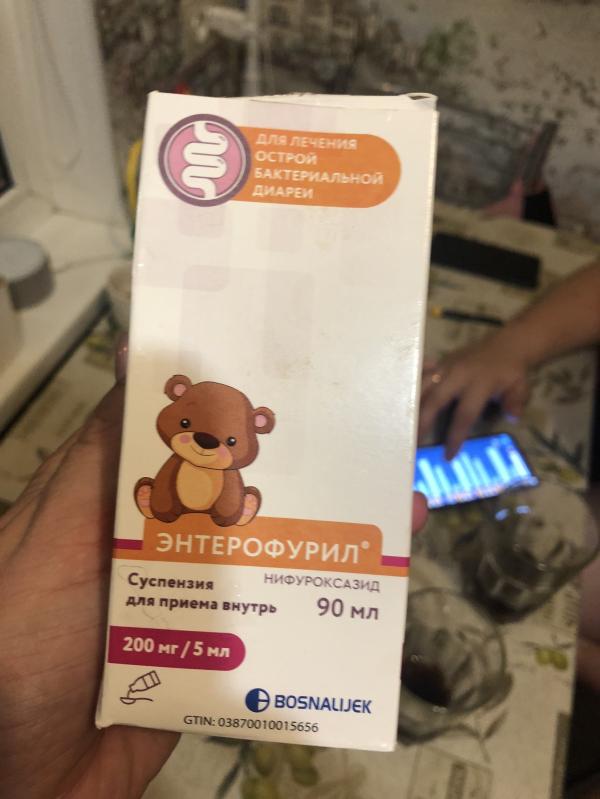 ДЛЯ ЛЕЧЕНИЯ
ОСТРОЙ
БАКТЕРИАЛЬНОЙ
ДИАРЕИ
ЭНТЕРОФУРИЛ®
НИФУРОКСАЗИД
Суспензия
для приема внутрь
90 мл
200 мг / 5 мл
BOSNALIJEK
GTIN: 03870010015656